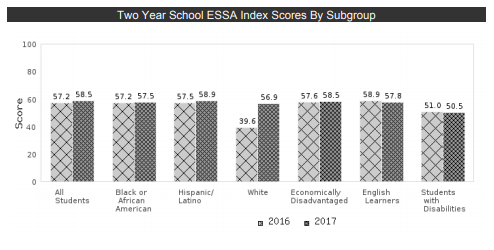 Two Year School ESSA Index Scores By Subgroup
100
80
60
40
20
0
Score
57.2 58.5
57.2 57.5
57.5 58.9
39.6 56.9
57.6 58.5
58.9 57.8
51.0 50.5
All
Students
Black or
African
American
Hispanic/
Latino
White
Economically
Disadvantaged
English
Learners
Students
with
Disabilities
2016 2017